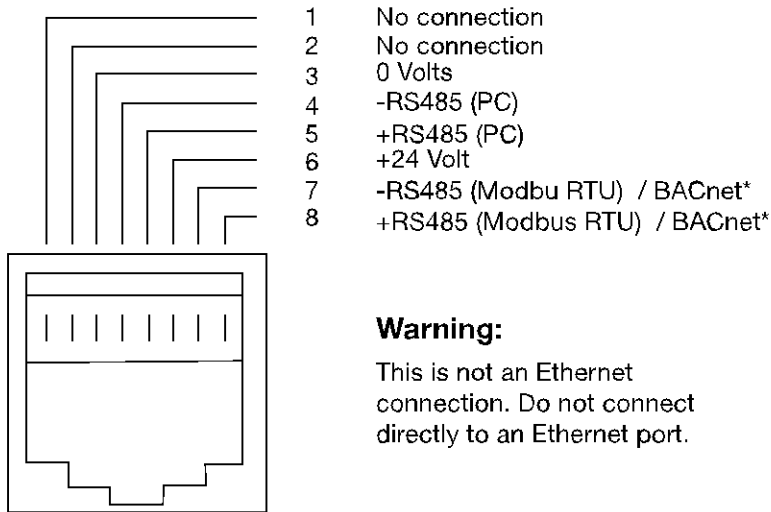 1 No connection
2 No connection
3 0 Volts
4 -RS485 (PC)
5 +RS485 (PC)
6 +24 Volt
7 -RS485 (Modbu RTU) / BACnet*
8 +RS485 (Modbus RTU) / BACnet*
Warning:
This is not an Ethernet
connection. Do not connect
directly to an Ethernet port.